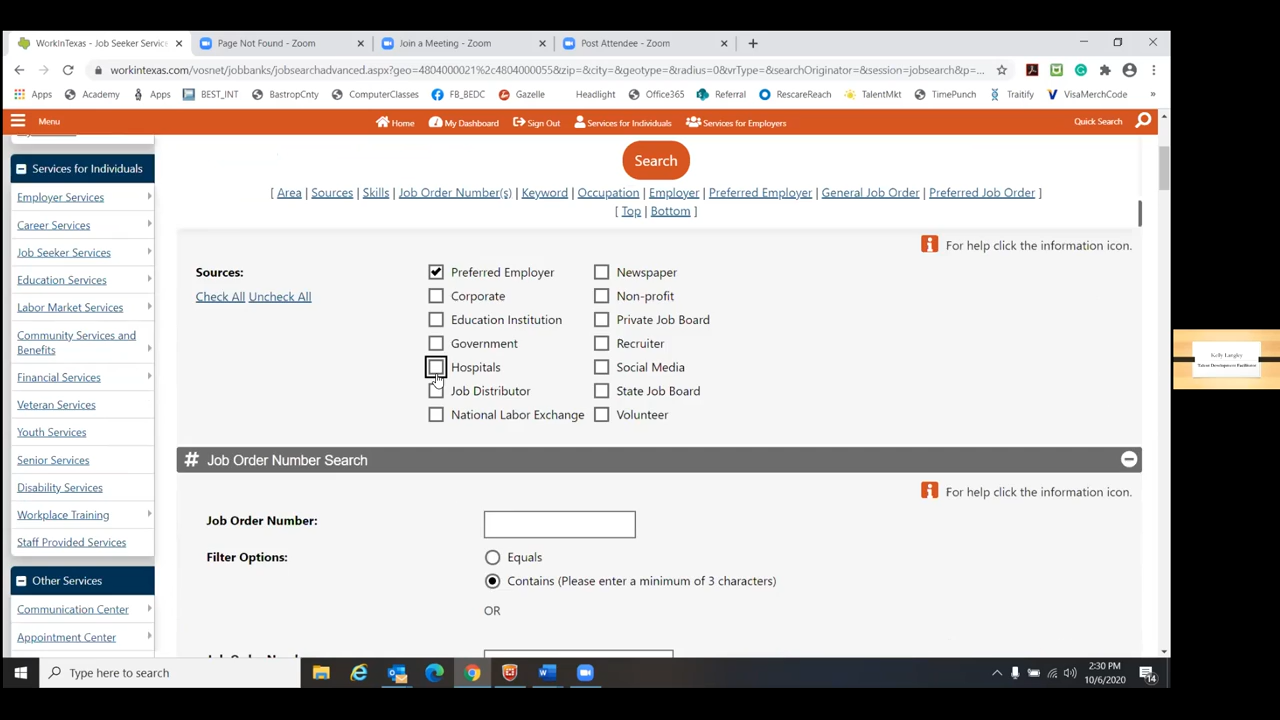 WorkInTexas - Job Seeker Service
Page Not Found - Zoom
Join a Meeting - Zoom
Post Attendee - Zoom
workintexas.com/vosnet/jobbanks/jobsearchadvanced.aspx?geo=4804000021%2c4804000055&zip=&city=&geotype=&radius=0&vrType=&searchOriginator=&session=jobsearch&p=...
Apps Academy Apps BEST_INT BastropCnty ComputerClasses FB_BEDC Gazelle Headlight Office365 Referral RescareReach TalentMkt TimePunch Traitify VisaMerchCode »
Menu Home My Dashboard Sign Out Services for Individuals Services for Employers Quick Search
Services for Individuals
Employer Services
Career Services
Job Seeker Services
Education Services
Labor Market Services
Community Services and
Benefits
Financial Services
Veteran Services
Youth Services
Senior Services
Disability Services
Workplace Training
Staff Provided Services
Other Services
Communication Center
Appointment Center
Search
[ Area | Sources | Skills | Job Order Number(s) | Keyword | Occupation | Employer | Preferred Employer | General Job Order | Preferred Job Order ]
[ Top | Bottom ]
For help click the information icon.
Sources:
Check All Uncheck All
Preferred Employer
Corporate
Education Institution
Government
Hospitals
Job Distributor
National Labor Exchange
Newspaper
Non-profit
Private Job Board
Recruiter
Social Media
State Job Board
Volunteer
# Job Order Number Search
For help click the information icon.
Job Order Number:
Filter Options:
Equals
Contains (Please enter a minimum of 3 characters)
OR
Kelly Langley
Talent Development Facilitator
Type here to search
2:30 PM
10/6/2020
14